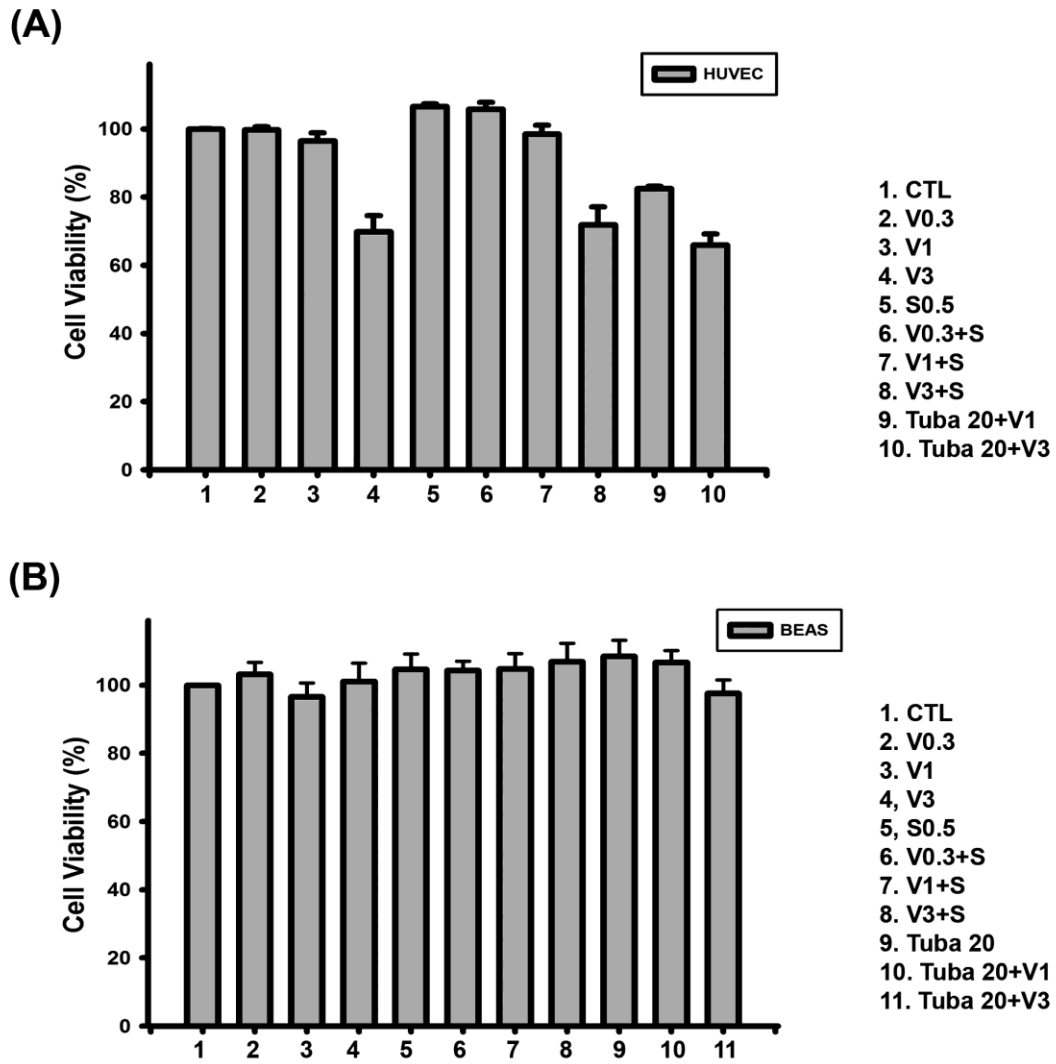 (A)
HUVEC
Cell Viability (%)
100
80
60
40
20
0
1 2 3 4 5 6 7 8 9 10
1. CTL
2. V0.3
3. V1
4. V3
5. S0.5
6. V0.3+S
7. V1+S
8. V3+S
9. Tuba 20+V1
10. Tuba 20+V3
(B)
BEAS
Cell Viability (%)
100
80
60
40
20
0
1 2 3 4 5 6 7 8 9 10 11
1. CTL
2. V0.3
3. V1
4, V3
5, S0.5
6. V0.3+S
7. V1+S
8. V3+S
9. Tuba 20
10. Tuba 20+V1
11. Tuba 20+V3